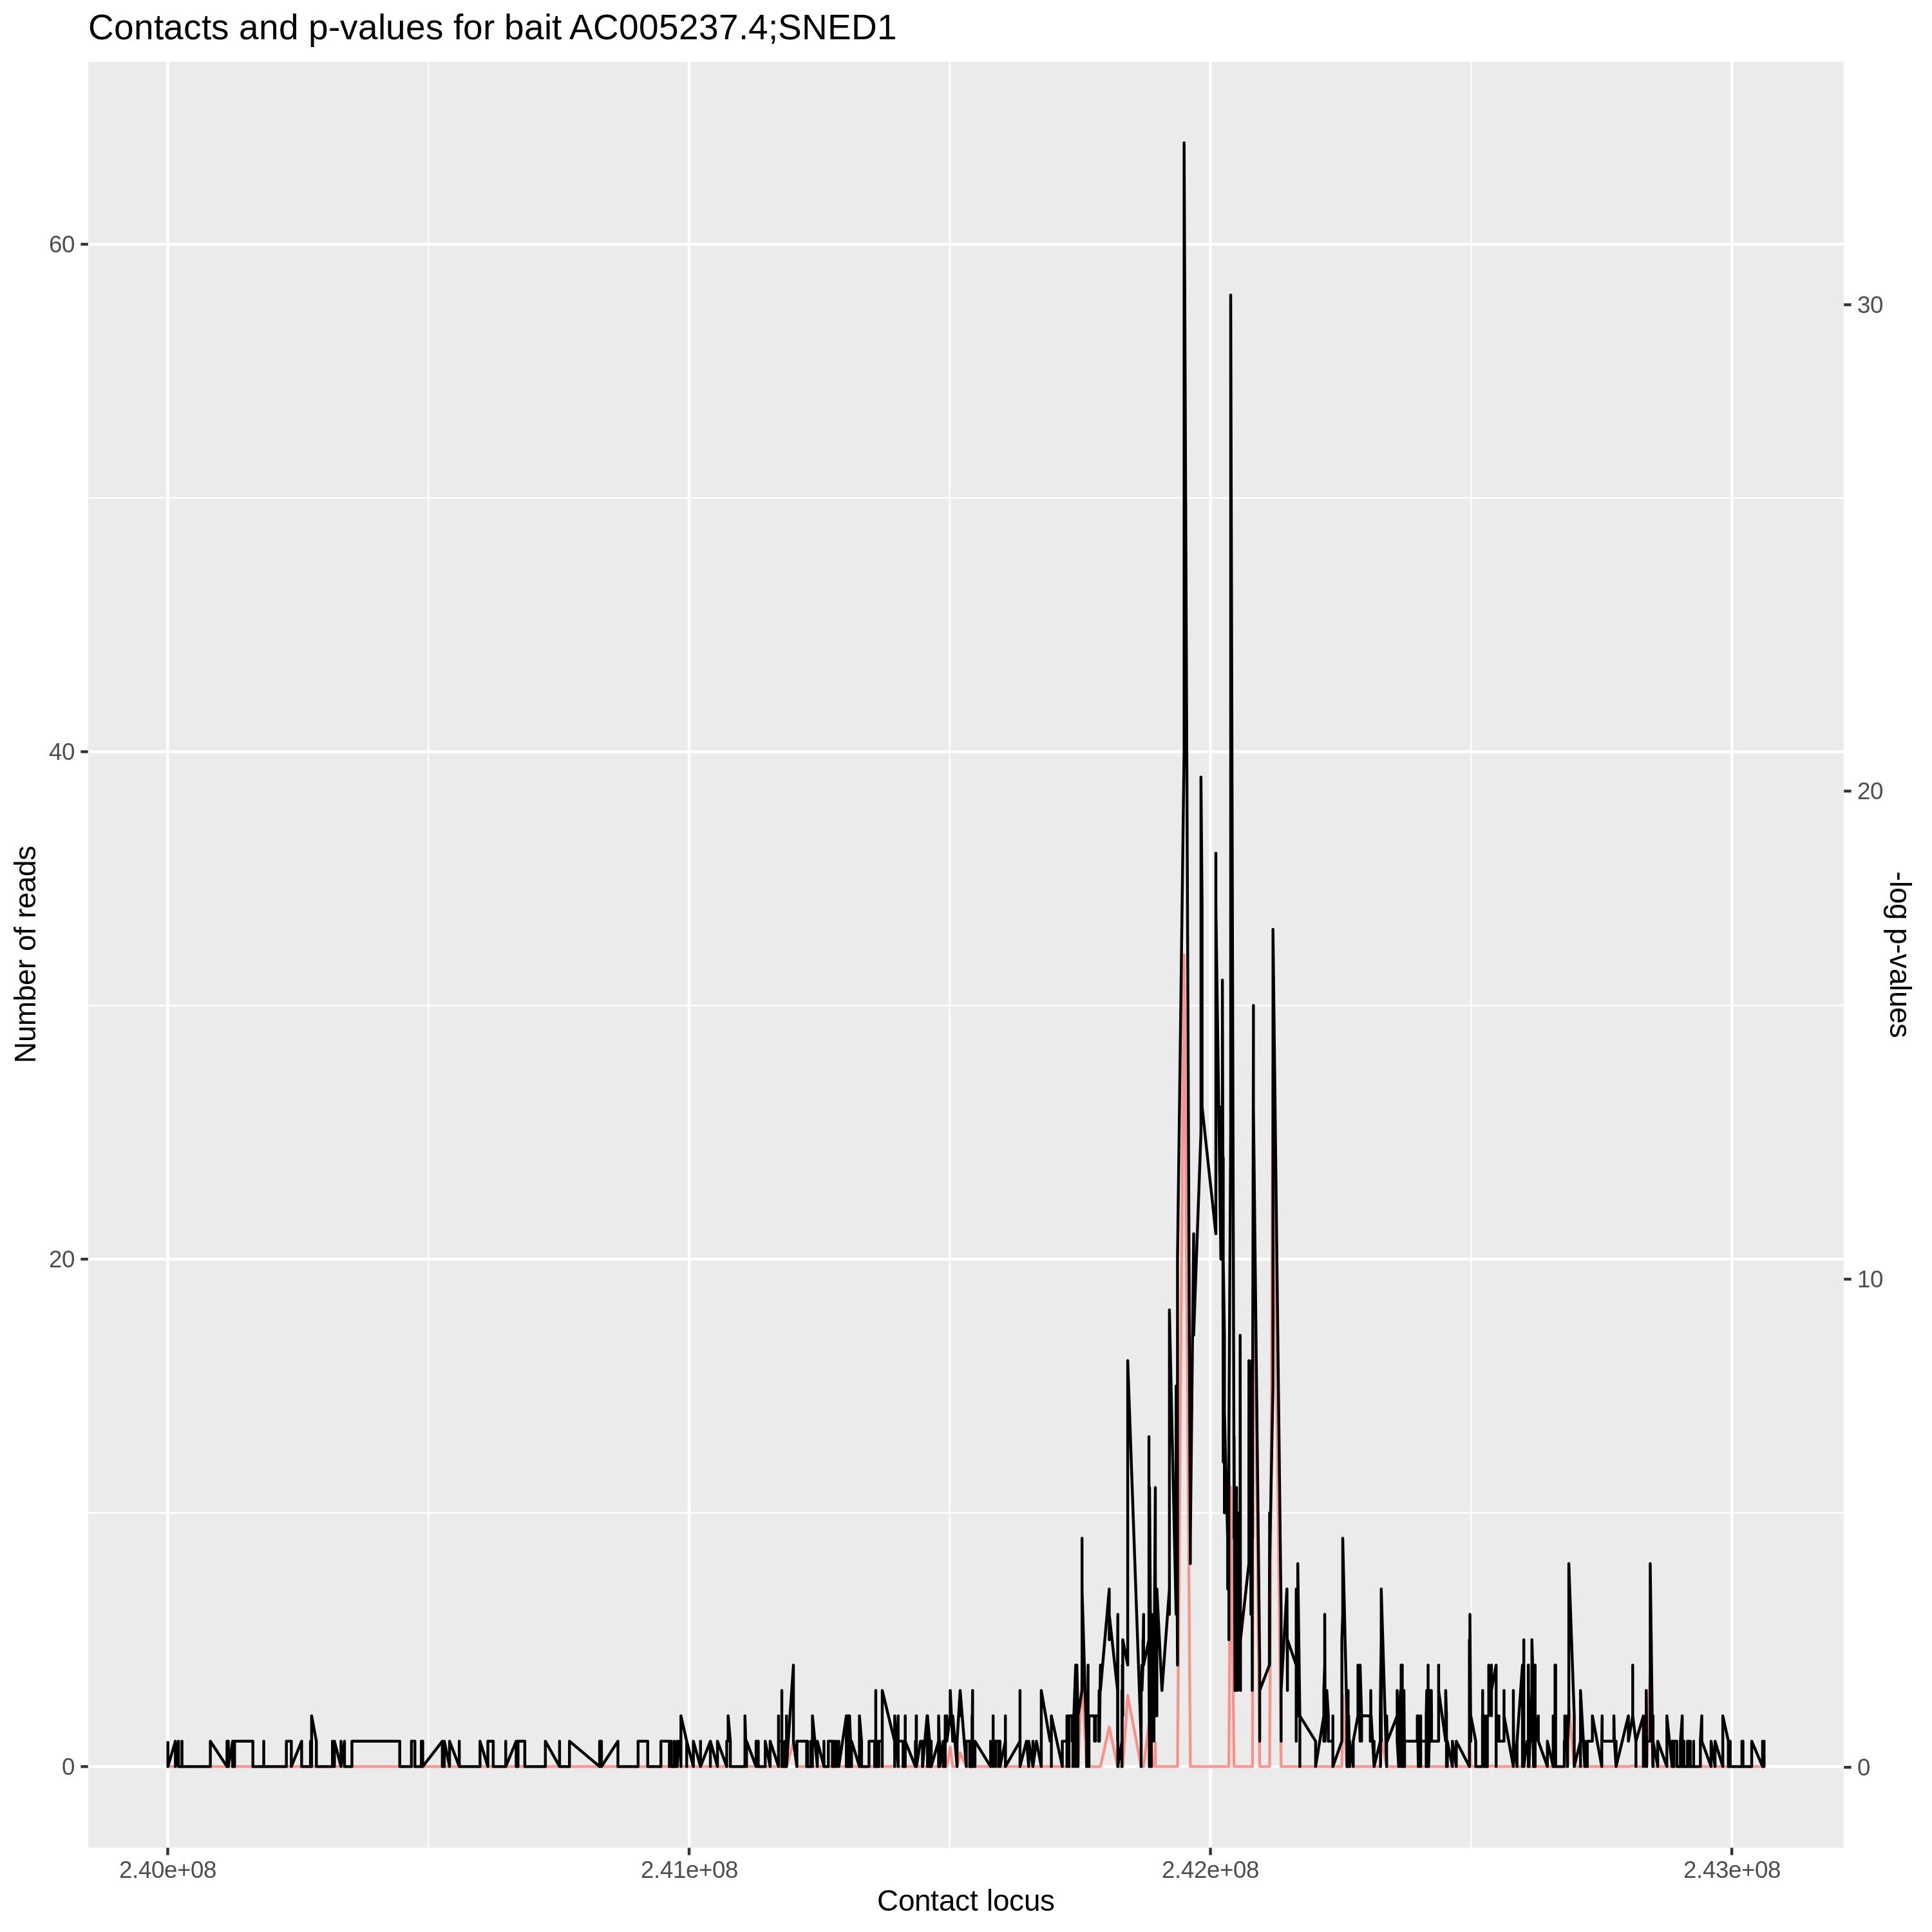 Contacts and p-values for bait AC005237.4;SNED1
60
40
20
0
Number of reads
30
20
10
0
-log p-values
2.40e+08
2.41e+08
2.42e+08
2.43e+08
Contact locus